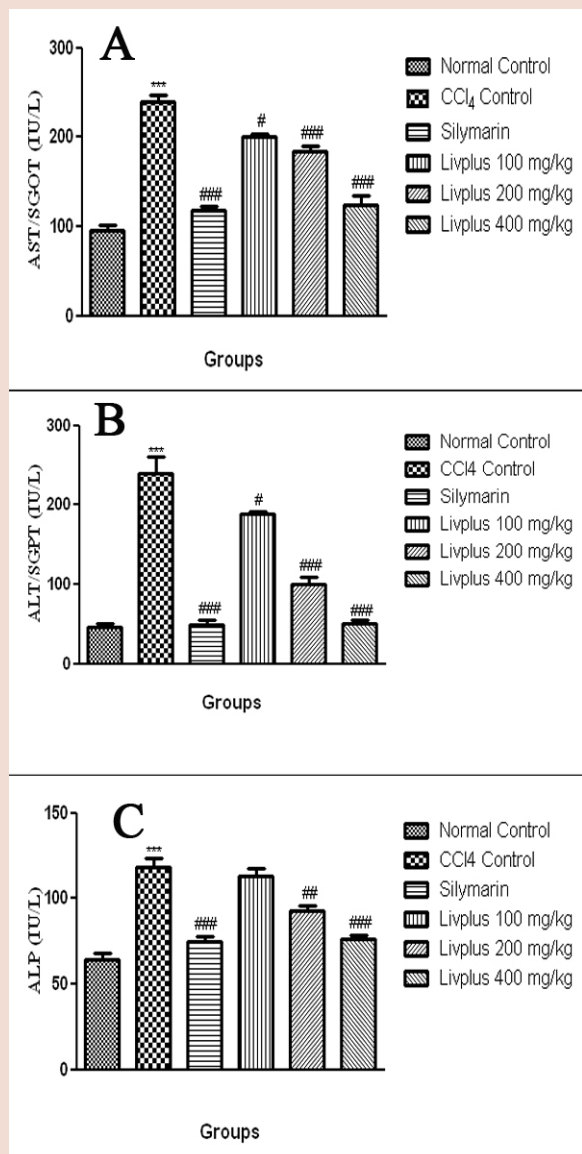 A
300
200
100
0
AST/SGOT (IU/L)
***
###
#
###
###
Groups
Normal Control
CCl₄ Control
Silymarin
Livplus 100 mg/kg
Livplus 200 mg/kg
Livplus 400 mg/kg
B
300
200
100
0
ALT/SGPT (IU/L)
***
###
#
###
###
Groups
Normal Control
CCl4 Control
Silymarin
Livplus 100 mg/kg
Livplus 200 mg/kg
Livplus 400 mg/kg
C
150
100
50
0
ALP (IU/L)
***
###
##
###
Groups
Normal Control
CCl4 Control
Silymarin
Livplus 100 mg/kg
Livplus 200 mg/kg
Livplus 400 mg/kg